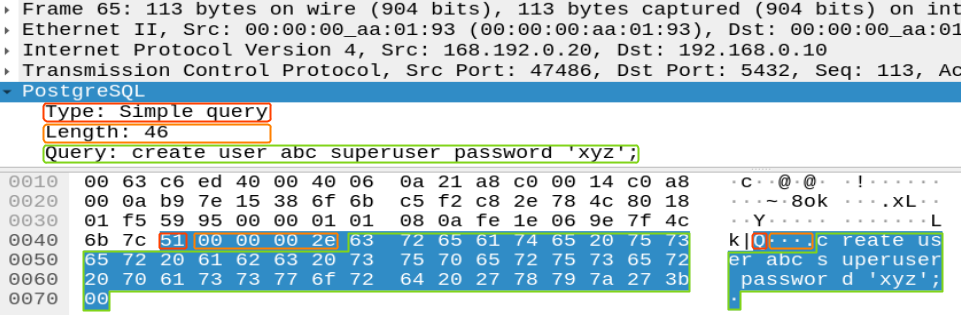 Frame 65: 113 bytes on wire (904 bits), 113 bytes captured (904 bits) on int
Ethernet II, Src: 00:00:00_aa:01:93 (00:00:00:aa:01:93), Dst: 00:00:00_aa:01
Internet Protocol Version 4, Src: 168.192.0.20, Dst: 192.168.0.10
Transmission Control Protocol, Src Port: 47486, Dst Port: 5432, Seq: 113, Ac
PostgreSQL
Type: Simple query
Length: 46
Query: create user abc superuser password 'xyz';
0010 00 63 c6 ed 40 00 40 06 0a 21 a8 c0 00 14 c0 a8 ·c··@·@· ·!······
0020 00 0a b9 7e 15 38 6f 6b c5 f2 c8 2e 78 4c 80 18 ···~·8ok ···.xL··
0030 01 f5 59 95 00 00 01 01 08 0a fe 1e 06 9e 7f 4c ··Y····· ·······L
0040 6b 7c 51 00 00 00 2e 63 72 65 61 74 65 20 75 73 k|Q····.c reate us
0050 65 72 20 61 62 63 20 73 75 70 65 72 75 73 65 72 er abc s uperuser
0060 20 70 61 73 73 77 6f 72 64 20 27 78 79 7a 27 3b passwor d 'xyz';
0070 00 ·